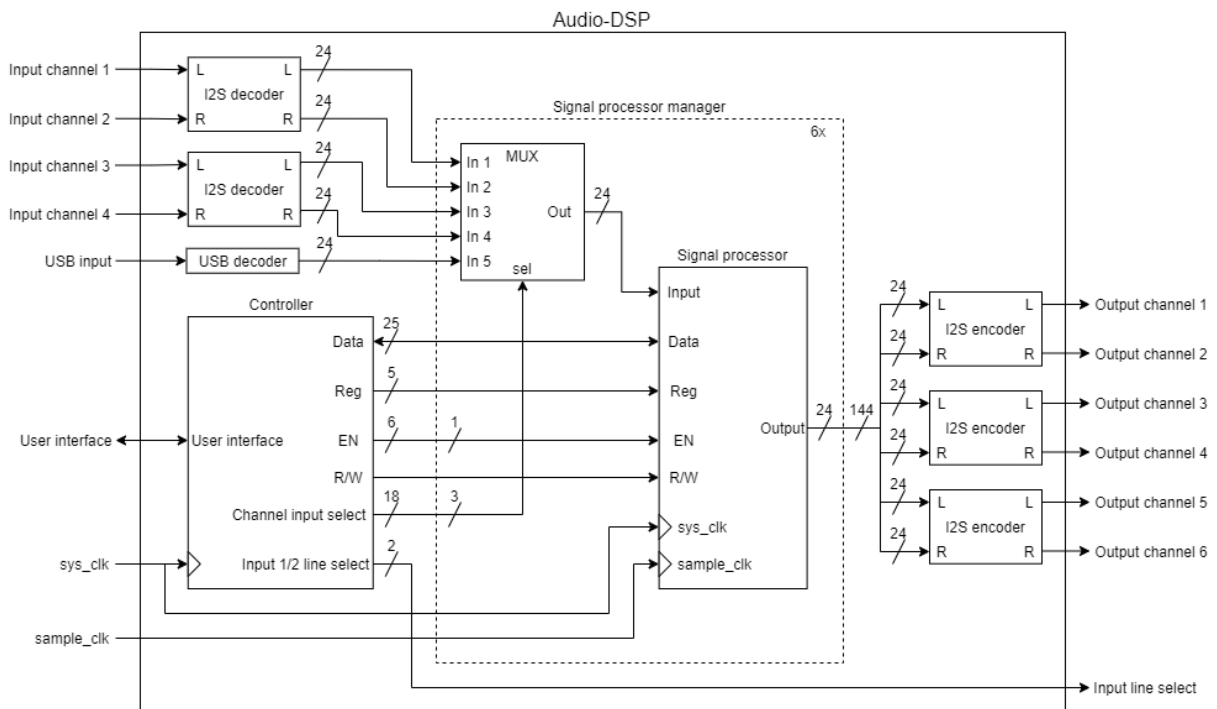 Audio-DSP
Input channel 1
L
L
24
I2S decoder
Input channel 2
R
R
24
Input channel 3
L
L
24
I2S decoder
Input channel 4
R
R
24
USB input
USB decoder
24
Signal processor manager
6x
MUX
In 1
In 2
In 3
In 4
In 5
Out
24
sel
Signal processor
Input
Data
Reg
EN
R/W
sys_clk
sample_clk
Output
24
144
Controller
Data
25
Reg
5
User interface
User interface
EN
6
1
R/W
Channel input select
18
3
Input 1/2 line select
2
sys_clk
sample_clk
24
L
L
Output channel 1
I2S encoder
24
R
R
Output channel 2
24
L
L
Output channel 3
I2S encoder
24
R
R
Output channel 4
24
L
L
Output channel 5
I2S encoder
24
R
R
Output channel 6
Input line select